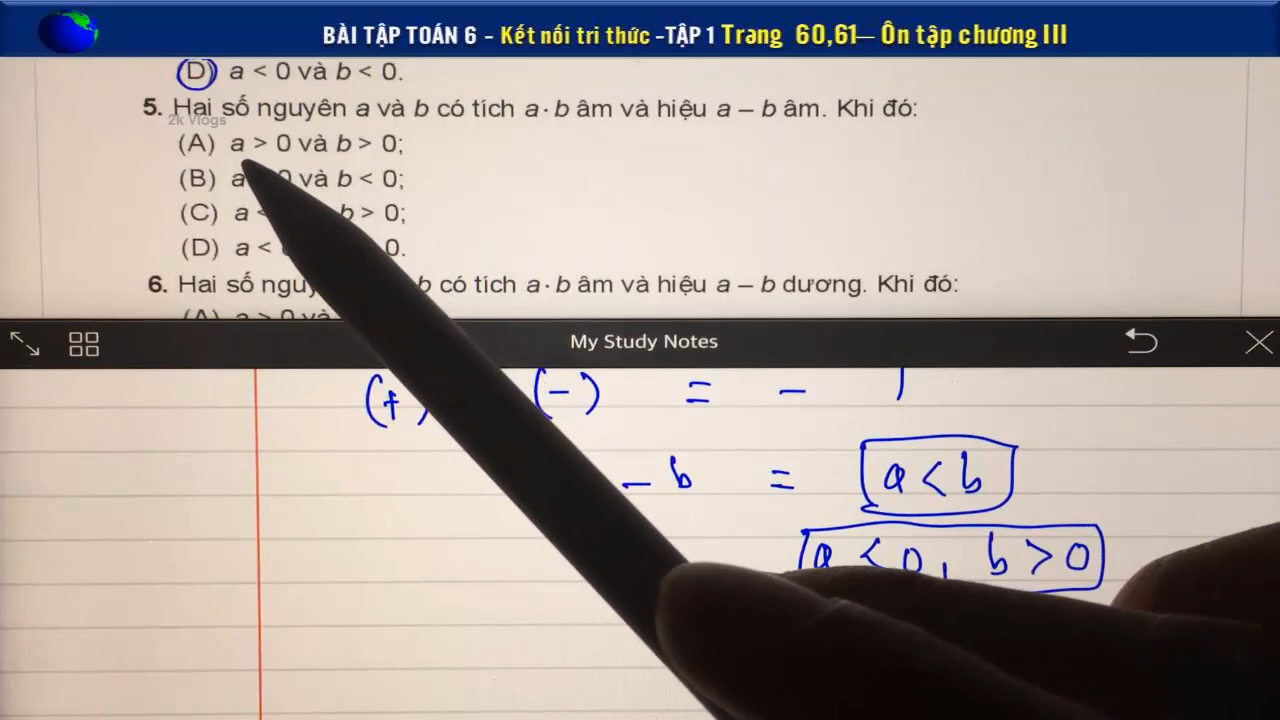 BÀI TẬP TOÁN 6 - Kết nối tri thức -TẬP 1 Trang 60,61– Ôn tập chương III
(D) a < 0 và b < 0.
5. Hai số nguyên a và b có tích a · b âm và hiệu a – b âm. Khi đó:
2k Vlogs
(A) a > 0 và b > 0;
(B) a 0 và b < 0;
(C) a < b > 0;
(D) a < 0.
6. Hai số b có tích a · b âm và hiệu a – b dương. Khi đó:
(A) a > 0 và
My Study Notes
(+) (-) = -
- b = a < b
a < 0, b > 0